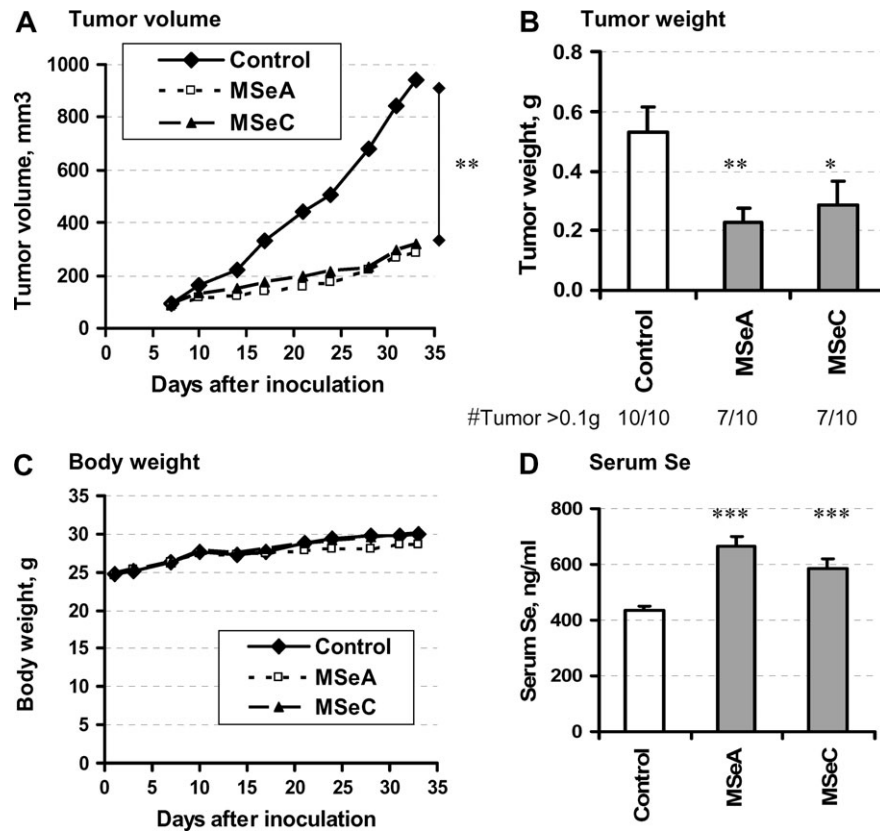 A Tumor volume
Control
MSeA
MSeC
Tumor volume, mm3
1000
800
600
400
200
0
0 5 10 15 20 25 30 35
**
Days after inoculation
B Tumor weight
Tumor weight, g
0.8
0.6
0.4
0.2
0.0
** *
Control MSeA MSeC
#Tumor >0.1g 10/10 7/10 7/10
C Body weight
Body weight, g
35
30
25
20
15
10
5
0
Control
MSeA
MSeC
0 5 10 15 20 25 30 35
Days after inoculation
D Serum Se
Serum Se, ng/ml
800
600
400
200
0
*** ***
Control MSeA MSeC